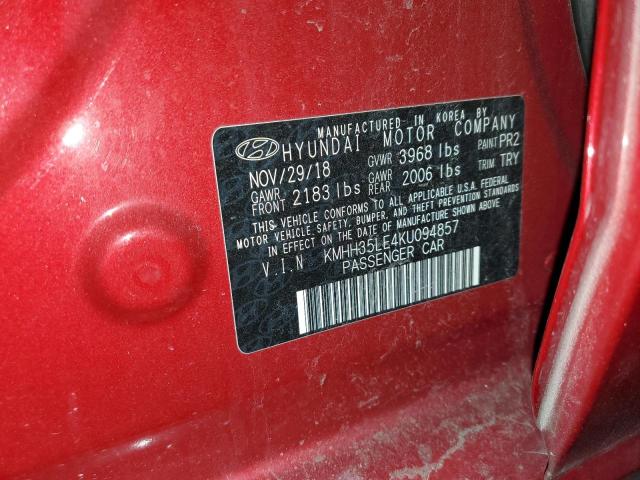 MANUFACTURED IN KOREA BY
HYUNDAI MOTOR COMPANY
NOV/29/18 GVWR 3968 lbs PAINT PR2
GAWR FRONT 2183 lbs GAWR REAR 2006 lbs TRIM TRY
THIS VEHICLE CONFORMS TO ALL APPLICABLE U.S.A. FEDERAL
MOTOR VEHICLE SAFETY, BUMPER, AND THEFT PREVENTION STANDARDS
IN EFFECT ON THE DATE OF MANUFACTURE SHOWN ABOVE.
V.I.N KMHH35LE4KU094857
PASSENGER CAR